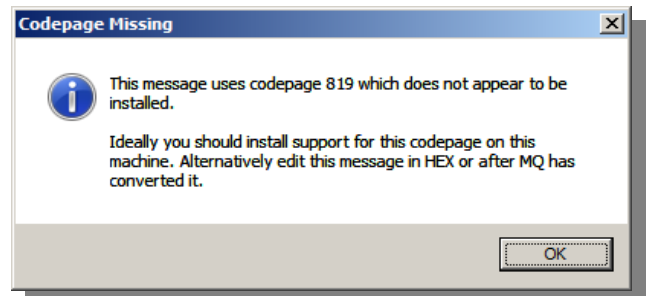 Codepage Missing
This message uses codepage 819 which does not appear to be
installed.
Ideally you should install support for this codepage on this
machine. Alternatively edit this message in HEX or after MQ has
converted it.
OK